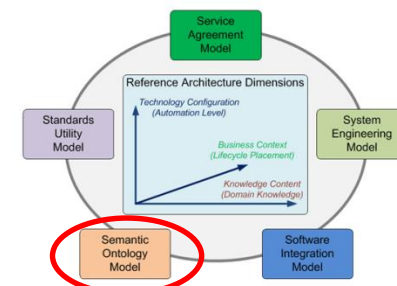 Service
Agreement
Model
Reference Architecture Dimensions
Technology Configuration
(Automation Level)
Standards
Utility
Model
System
Engineering
Model
Business Context
(Lifecycle Placement)
Knowledge Content
(Domain Knowledge)
Semantic
Ontology
Model
Software
Integration
Model